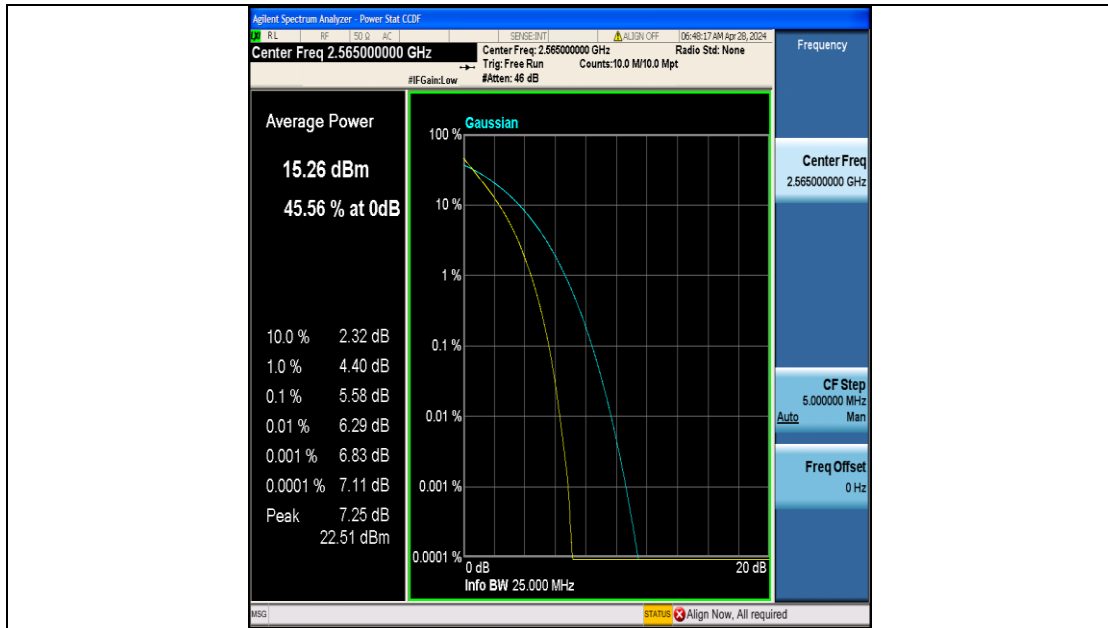 Agilent Spectrum Analyzer - Power Stat CCDF
RL RF 50 Ω AC SENSE:INT ALIGN OFF 06:48:17 AM Apr 28, 2024
Center Freq 2.565000000 GHz
Center Freq: 2.565000000 GHz Radio Std: None
Trig: Free Run Counts:10.0 M/10.0 Mpt
#IFGain:Low #Atten: 46 dB
Frequency
Average Power
15.26 dBm
45.56 % at 0dB
10.0 % 2.32 dB
1.0 % 4.40 dB
0.1 % 5.58 dB
0.01 % 6.29 dB
0.001 % 6.83 dB
0.0001 % 7.11 dB
Peak 7.25 dB
22.51 dBm
Gaussian
100 %
10 %
1 %
0.1 %
0.01 %
0.001 %
0.0001 %
0 dB 20 dB
Info BW 25.000 MHz
Center Freq
2.565000000 GHz
CF Step
5.000000 MHz
Auto Man
Freq Offset
0 Hz
MSG STATUS Align Now, All required